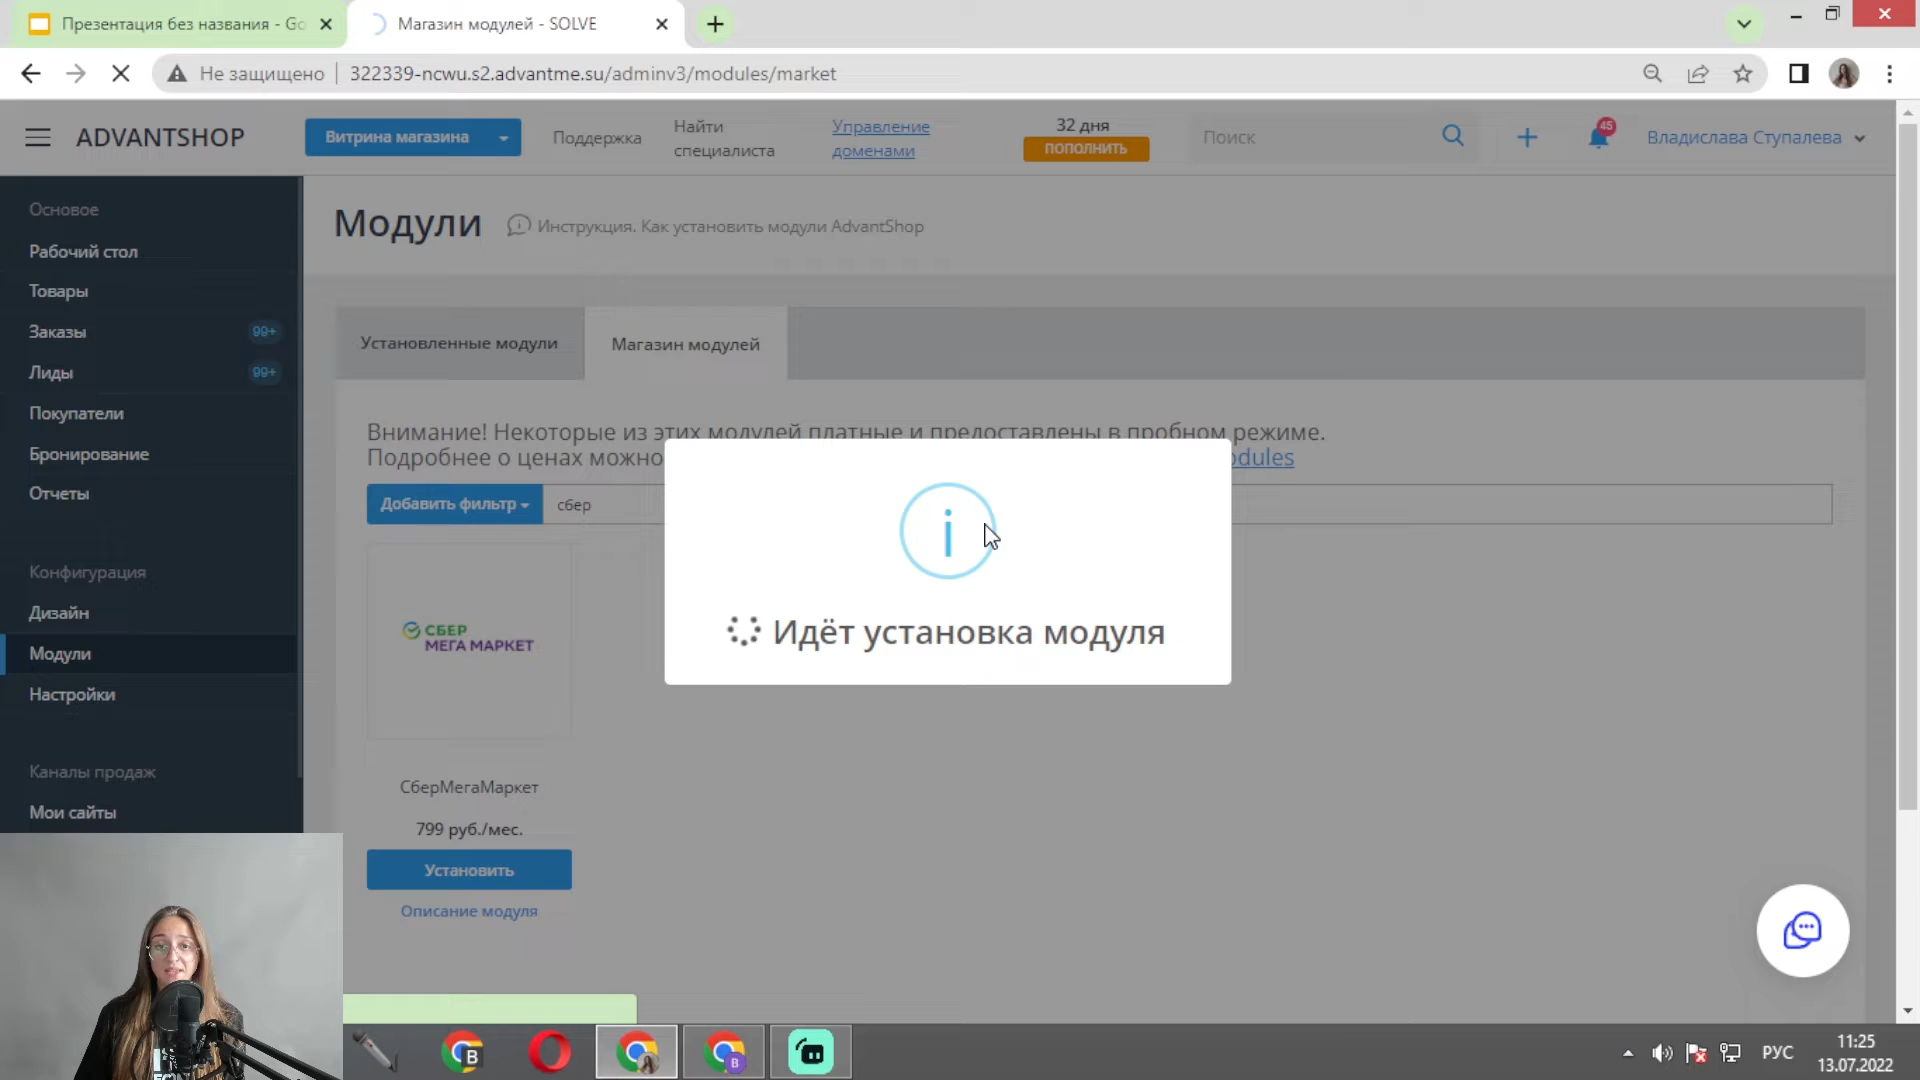 Презентация без названия - Go
Магазин модулей - SOLVE
Не защищено
322339-ncwu.s2.advantme.su/adminv3/modules/market
ADVANTSHOP
Витрина магазина
Поддержка
Найти
специалиста
Управление
доменами
32 дня
ПОПОЛНИТЬ
Поиск
45
Владислава Ступалева
Основое
Рабочий стол
Товары
Заказы
99+
Лиды
99+
Покупатели
Бронирование
Отчеты
Конфигурация
Дизайн
Модули
Настройки
Каналы продаж
Мои сайты
Модули
Инструкция. Как установить модули AdvantShop
Установленные модули
Магазин модулей
Внимание! Некоторые из этих модулей платные и предоставлены в пробном режиме.
Подробнее о ценах можно
odules
Добавить фильтр
сбер
Идёт установка модуля
СБЕР
МЕГА МАРКЕТ
СберМегаМаркет
799 руб./мес.
Установить
Описание модуля
B
B
РУС
11:25
13.07.2022